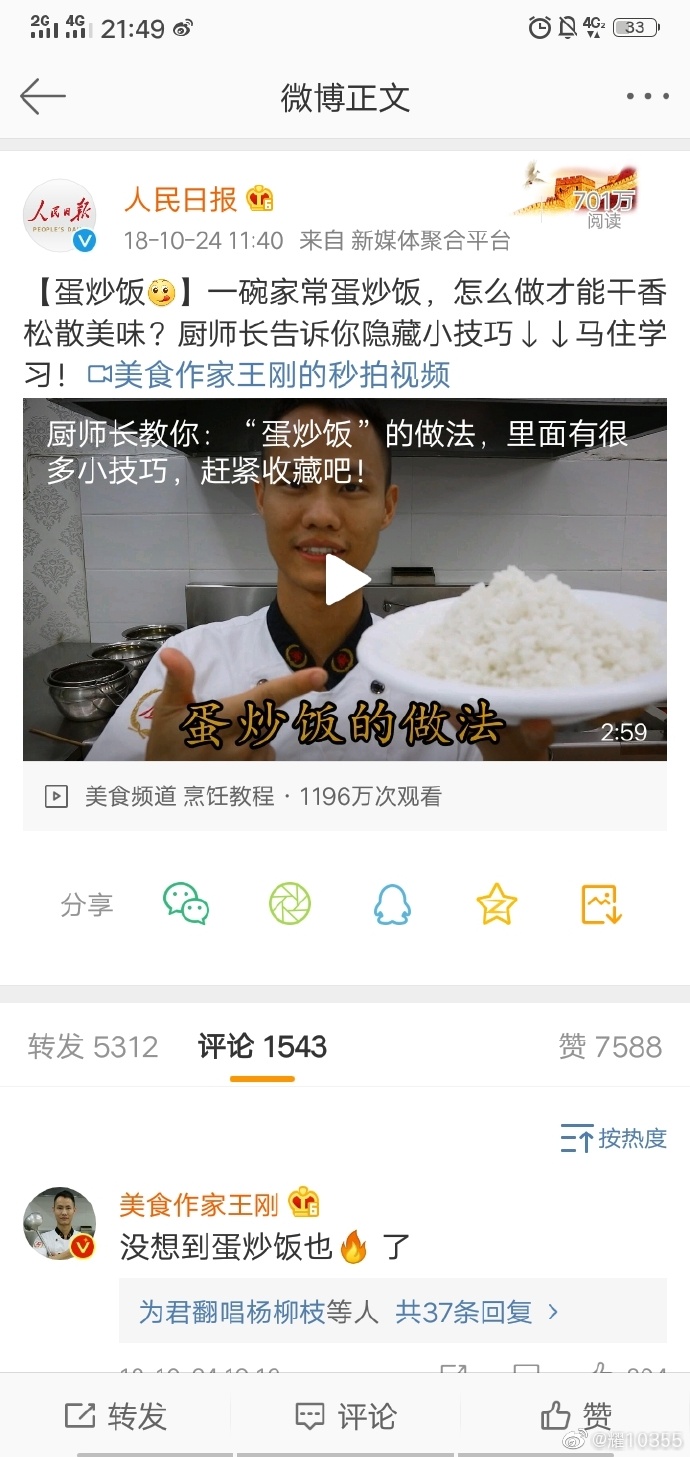 2G 4G 21:49 4G2 33
微博正文
人民日报
人民日报
PEOPLE'S DA
701万
阅读
18-10-24 11:40 来自 新媒体聚合平台
【蛋炒饭】一碗家常蛋炒饭，怎么做才能干香
松散美味？厨师长告诉你隐藏小技巧↓↓马住学
习！ 美食作家王刚的秒拍视频
厨师长教你：“蛋炒饭”的做法，里面有很
多小技巧，赶紧收藏吧！
蛋炒饭的做法
2:59
美食频道 烹饪教程 · 1196万次观看
分享
转发 5312 评论 1543 赞 7588
按热度
美食作家王刚
没想到蛋炒饭也🔥 了
为君翻唱杨柳枝等人 共37条回复
转发 评论 赞
@耀10355